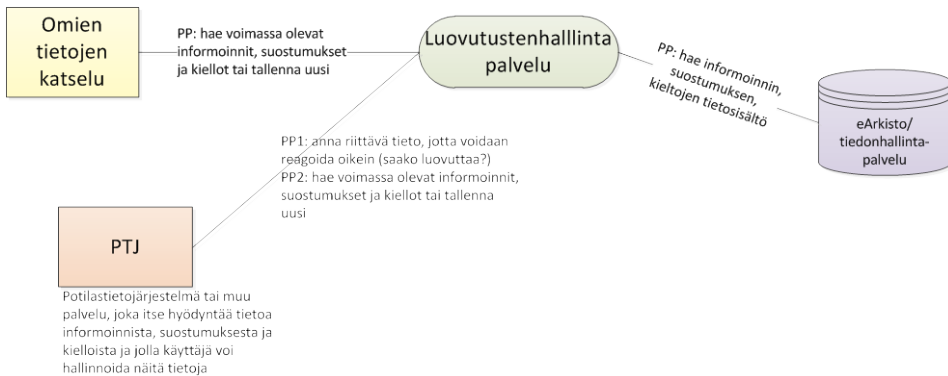 Omien
tietojen
katselu
PP: hae voimassa olevat
informoinnit, suostumukset
ja kiellot tai tallenna uusi
Luovutustenhalllinta
palvelu
PP: hae informoinnin,
suostumuksen,
kieltojen tietosisältö
eArkisto/
tiedonhallinta-
palvelu
PP1: anna riittävä tieto, jotta voidaan
reagoida oikein (saako luovuttaa?)
PP2: hae voimassa olevat informoinnit,
suostumukset ja kiellot tai tallenna
uusi
PTJ
Potilastietojärjestelmä tai muu
palvelu, joka itse hyödyntää tietoa
informoinnista, suostumuksesta ja
kielloista ja jolla käyttäjä voi
hallinnoida näitä tietoja